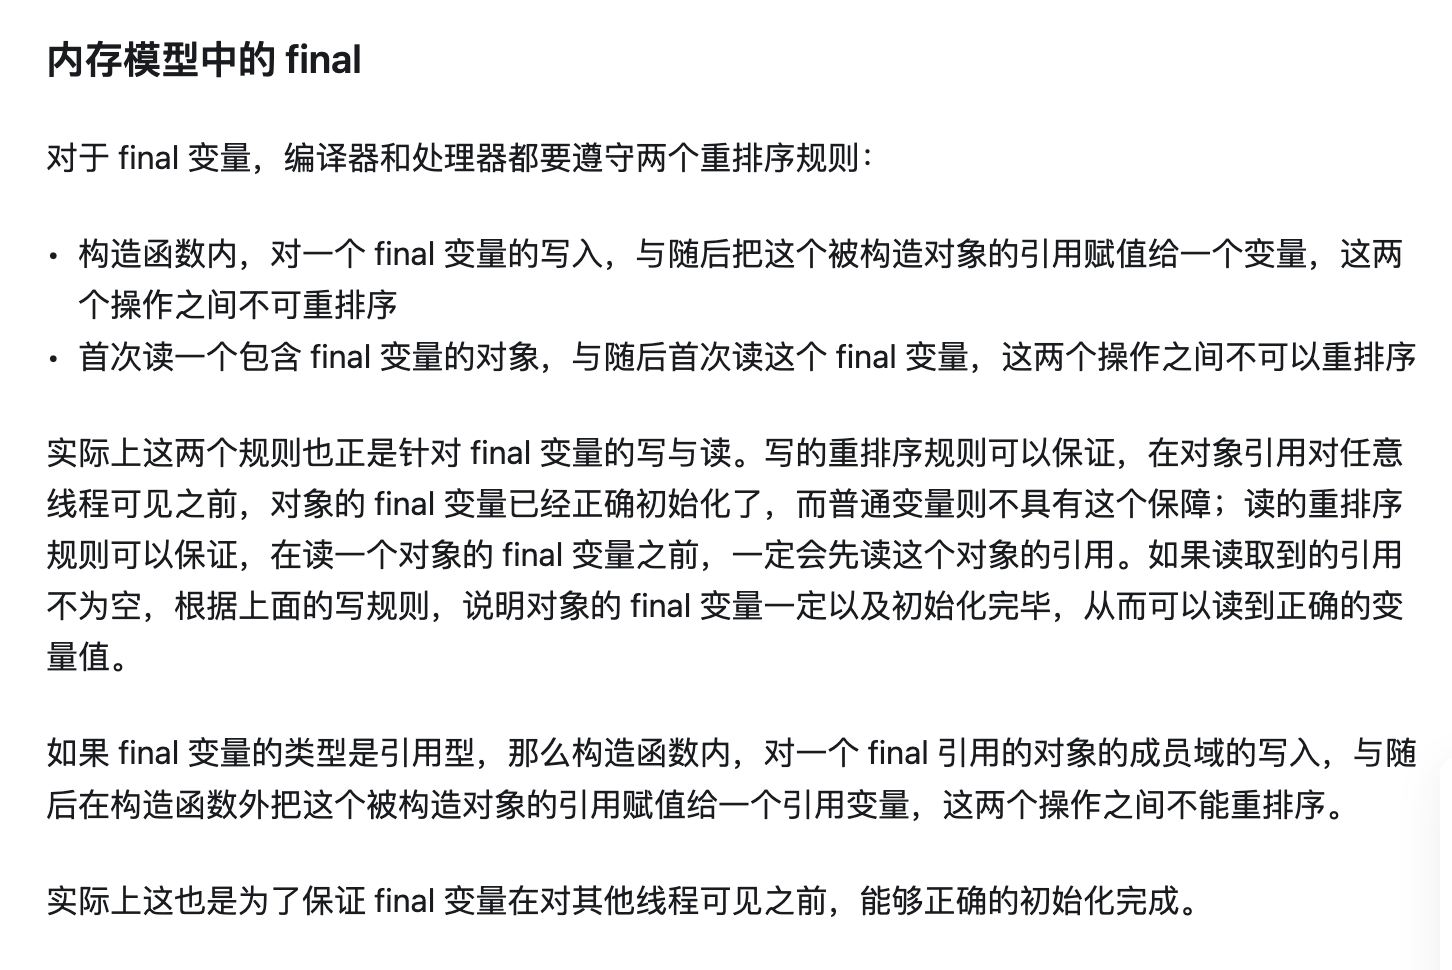 内存模型中的 final
对于 final 变量，编译器和处理器都要遵守两个重排序规则：
• 构造函数内，对一个 final 变量的写入，与随后把这个被构造对象的引用赋值给一个变量，这两
个操作之间不可重排序
• 首次读一个包含 final 变量的对象，与随后首次读这个 final 变量，这两个操作之间不可以重排序
实际上这两个规则也正是针对 final 变量的写与读。写的重排序规则可以保证，在对象引用对任意
线程可见之前，对象的 final 变量已经正确初始化了，而普通变量则不具有这个保障；读的重排序
规则可以保证，在读一个对象的 final 变量之前，一定会先读这个对象的引用。如果读取到的引用
不为空，根据上面的写规则，说明对象的 final 变量一定以及初始化完毕，从而可以读到正确的变
量值。
如果 final 变量的类型是引用型，那么构造函数内，对一个 final 引用的对象的成员域的写入，与随
后在构造函数外把这个被构造对象的引用赋值给一个引用变量，这两个操作之间不能重排序。
实际上这也是为了保证 final 变量在对其他线程可见之前，能够正确的初始化完成。